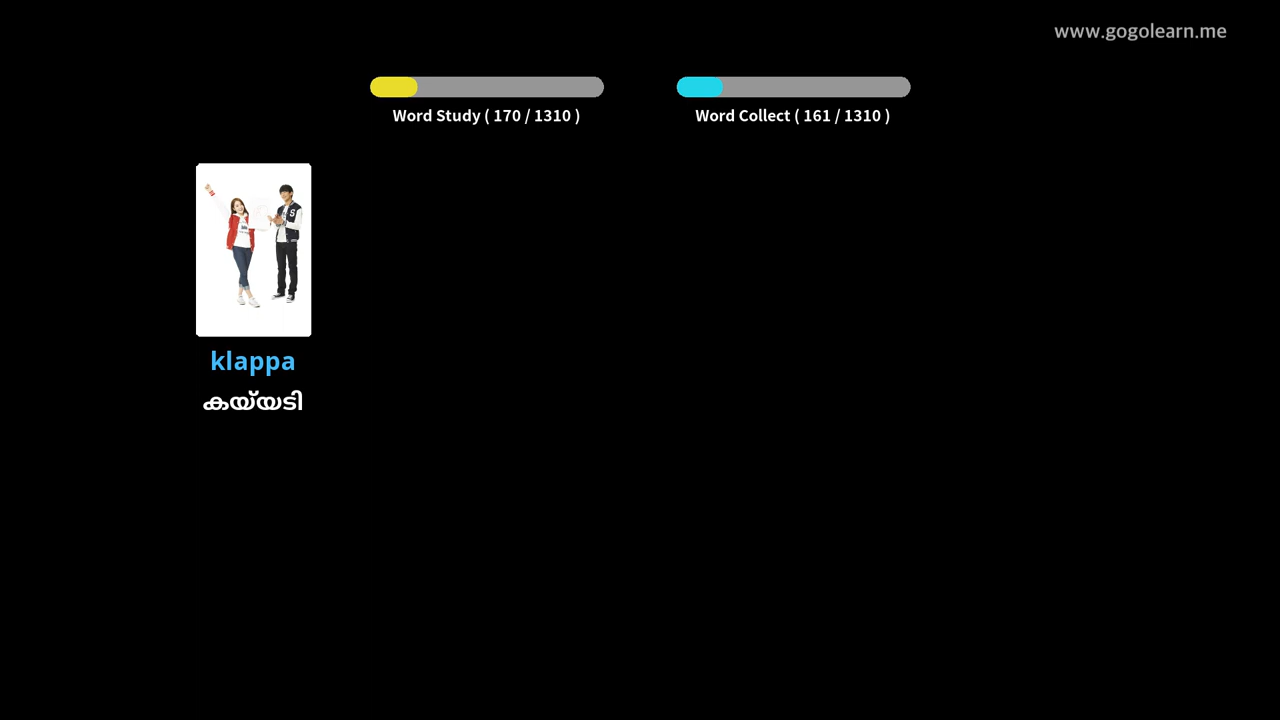 www.gogolearn.me
Word Study ( 170 / 1310 )
Word Collect ( 161 / 1310 )
klappa
കയ്യടി